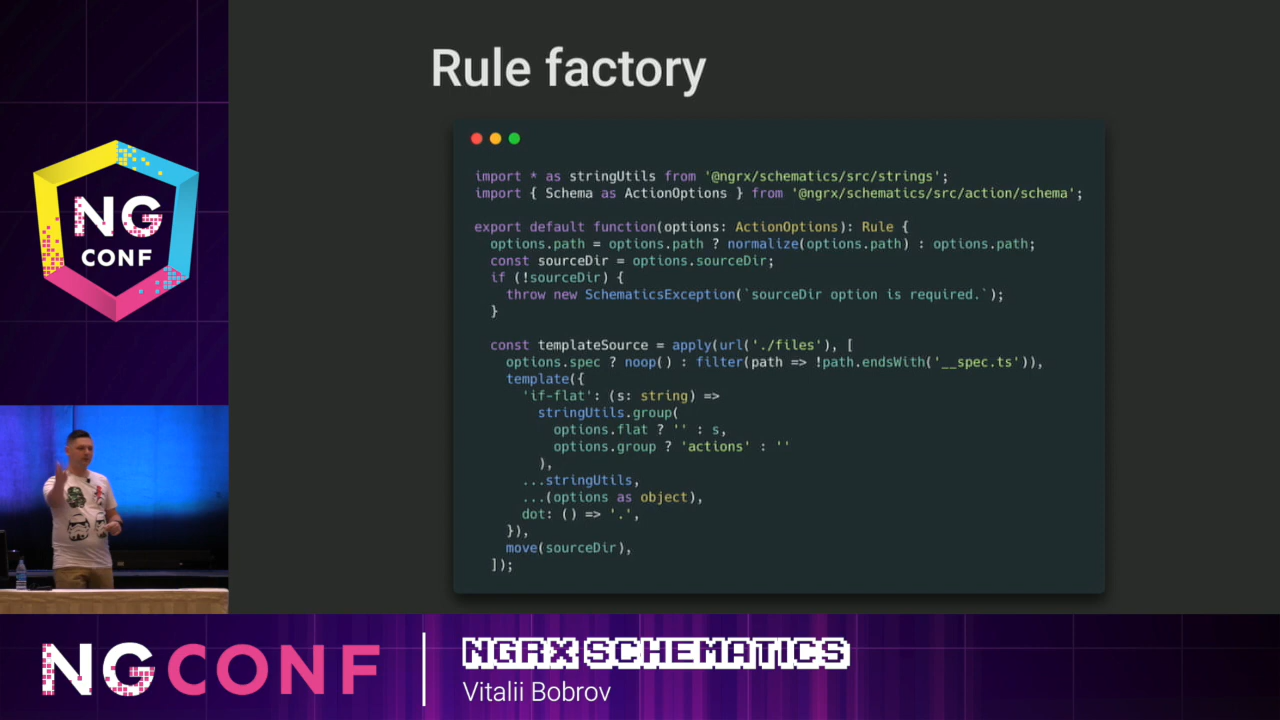 Rule factory
NG
CONF
import * as stringUtils from '@ngrx/schematics/src/strings';
import { Schema as ActionOptions } from '@ngrx/schematics/src/action/schema';
export default function(options: ActionOptions): Rule {
  options.path = options.path ? normalize(options.path) : options.path;
  const sourceDir = options.sourceDir;
  if (!sourceDir) {
    throw new SchematicsException(`sourceDir option is required.`);
  }
  const templateSource = apply(url('./files'), [
    options.spec ? noop() : filter(path => !path.endsWith('__spec.ts')),
    template({
      'if-flat': (s: string) =>
        stringUtils.group(
          options.flat ? '' : s,
          options.group ? 'actions' : ''
        ),
      ...stringUtils,
      ...(options as object),
      dot: () => '.',
    }),
    move(sourceDir),
  ]);
NGCONF
NGRX SCHEMATICS
Vitalii Bobrov